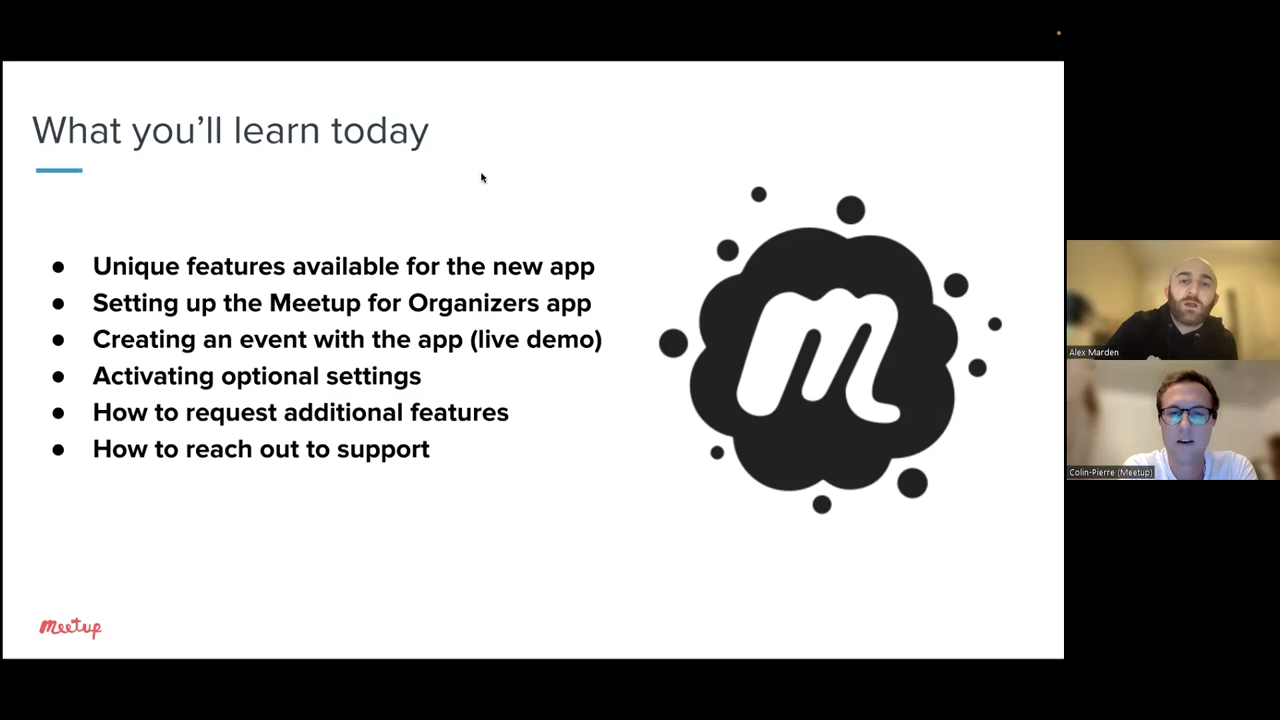 What you’ll learn today
● Unique features available for the new app
● Setting up the Meetup for Organizers app
● Creating an event with the app (live demo)
● Activating optional settings
● How to request additional features
● How to reach out to support
m
meetup
Alex Marden
Colin-Pierre (Meetup)